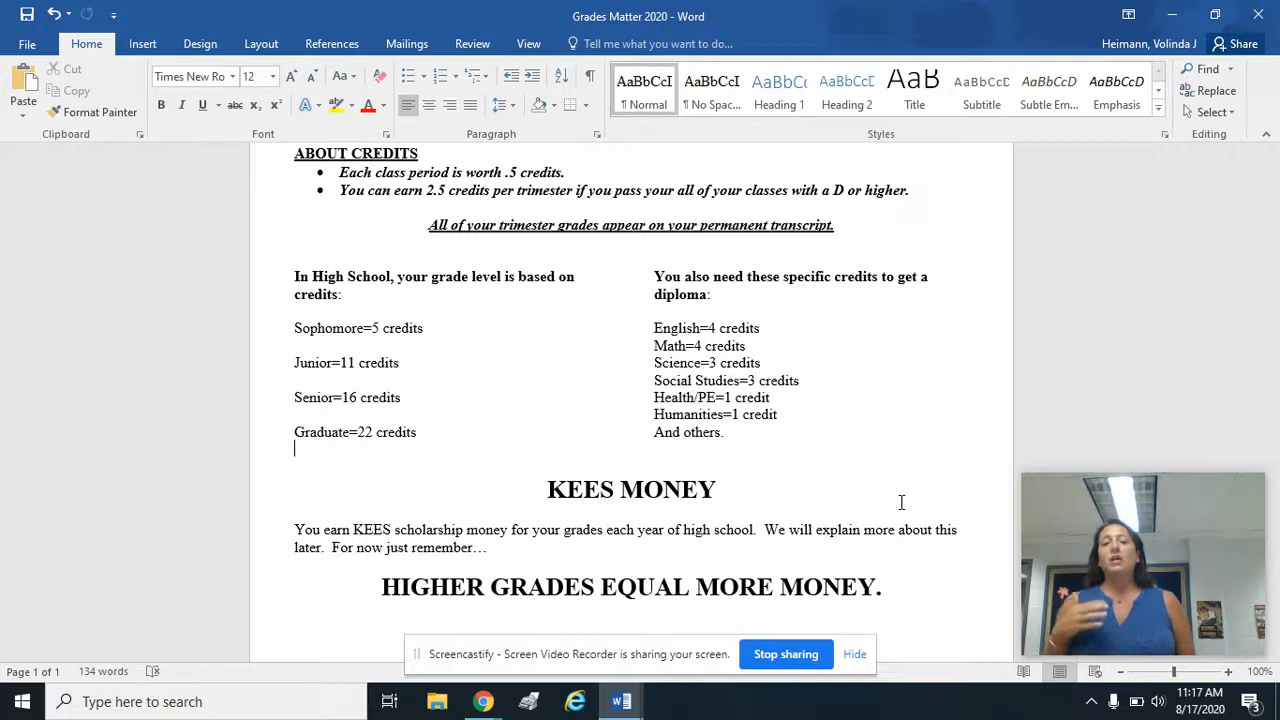 Grades Matter 2020 - Word
File Home Insert Design Layout References Mailings Review View Tell me what you want to do... Heimann, Volinda J Share
Paste Cut Copy Format Painter
Times New Ro 12 Aa
AaBbCcI AaBbCcI AaBbCc AaBbCcD AaB AaBbCcD AaBbCcD AaBbCcD
¶ Normal ¶ No Spac... Heading 1 Heading 2 Title Subtitle Subtle Em... Emphasis
Find Replace Select
Clipboard Font Paragraph Styles Editing
ABOUT CREDITS
• Each class period is worth .5 credits.
• You can earn 2.5 credits per trimester if you pass your all of your classes with a D or higher.
All of your trimester grades appear on your permanent transcript.
In High School, your grade level is based on
credits:
Sophomore=5 credits
Junior=11 credits
Senior=16 credits
Graduate=22 credits
You also need these specific credits to get a
diploma:
English=4 credits
Math=4 credits
Science=3 credits
Social Studies=3 credits
Health/PE=1 credit
Humanities=1 credit
And others.
KEES MONEY
You earn KEES scholarship money for your grades each year of high school. We will explain more about this
later. For now just remember…
HIGHER GRADES EQUAL MORE MONEY.
Screencastify - Screen Video Recorder is sharing your screen. Stop sharing Hide
Page 1 of 1 134 words 100%
Type here to search
11:17 AM
8/17/2020
3